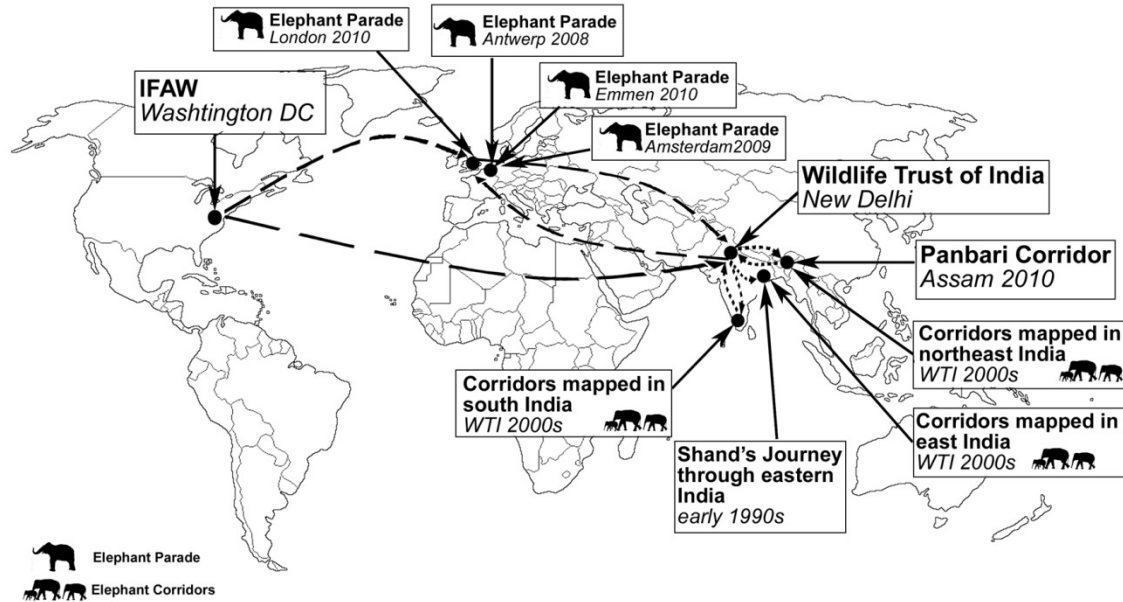 Elephant Parade
London 2010
Elephant Parade
Antwerp 2008
Elephant Parade
Emmen 2010
Elephant Parade
Amsterdam2009
IFAW
Washtington DC
Wildlife Trust of India
New Delhi
Panbari Corridor
Assam 2010
Corridors mapped in
northeast India
WTI 2000s
Corridors mapped in
south India
WTI 2000s
Corridors mapped in
east India
WTI 2000s
Shand's Journey
through eastern
India
early 1990s
Elephant Parade
Elephant Corridors